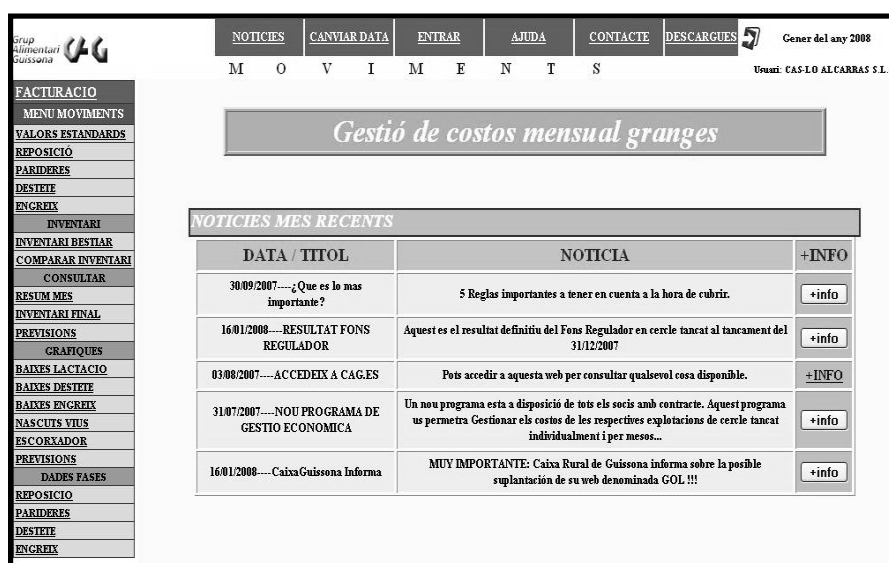 Grup
Alimentari
Guissona
CAG
NOTICIES CANVIAR DATA ENTRAR AJUDA CONTACTE DESCARGUES
Gener del any 2008
M O V I M E N T S
Usuari: CAS-LO ALCARRAS S.L.
FACTURACIO
MENU MOVIMENTS
VALORS ESTANDARDS
REPOSICIÓ
PARIDERES
DESTETE
ENGREIX
INVENTARI
INVENTARI BESTIAR
COMPARAR INVENTARI
CONSULTAR
RESUM MES
INVENTARI FINAL
PREVISIONS
GRAFIQUES
BAIXES LACTACIO
BAIXES DESTETE
BAIXES ENGREIX
NASCUTS VIUS
ESCORXADOR
PREVISIONS
DADES FASES
REPOSICIO
PARIDERES
DESTETE
ENGREIX
Gestió de costos mensual granges
NOTICIES MES RECENTS
DATA / TITOL NOTICIA +INFO
30/09/2007----¿Que es lo mas
importante?
5 Reglas importantes a tener en cuenta a la hora de cubrir.
+info
16/01/2008----RESULTAT FONS
REGULADOR
Aquest es el resultat definitiu del Fons Regulador en cercle tancat al tancament del
31/12/2007
+info
03/08/2007----ACCEDEIX A CAG.ES
Pots accedir a aquesta web per consultar qualsevol cosa disponible.
+INFO
31/07/2007----NOU PROGRAMA DE
GESTIO ECONOMICA
Un nou programa esta a disposició de tots els socis amb contracte. Aquest programa
us permetra Gestionar els costos de les respectives explotacions de cercle tancat
individualment i per mesos...
+info
16/01/2008----CaixaGuissona Informa
MUY IMPORTANTE: Caixa Rural de Guissona informa sobre la posible
suplantación de su web denominada GOL !!!
+info